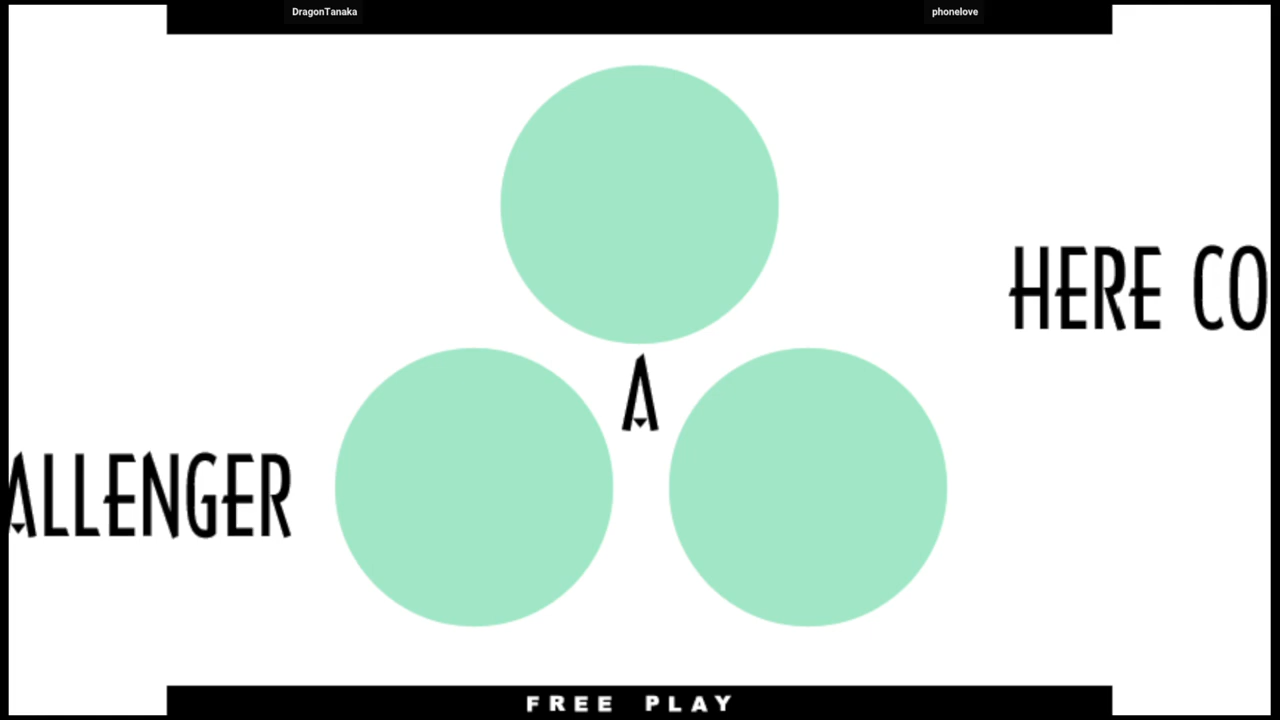 DragonTanaka
phonelove
HERE CO
A
ALLENGER
FREE PLAY